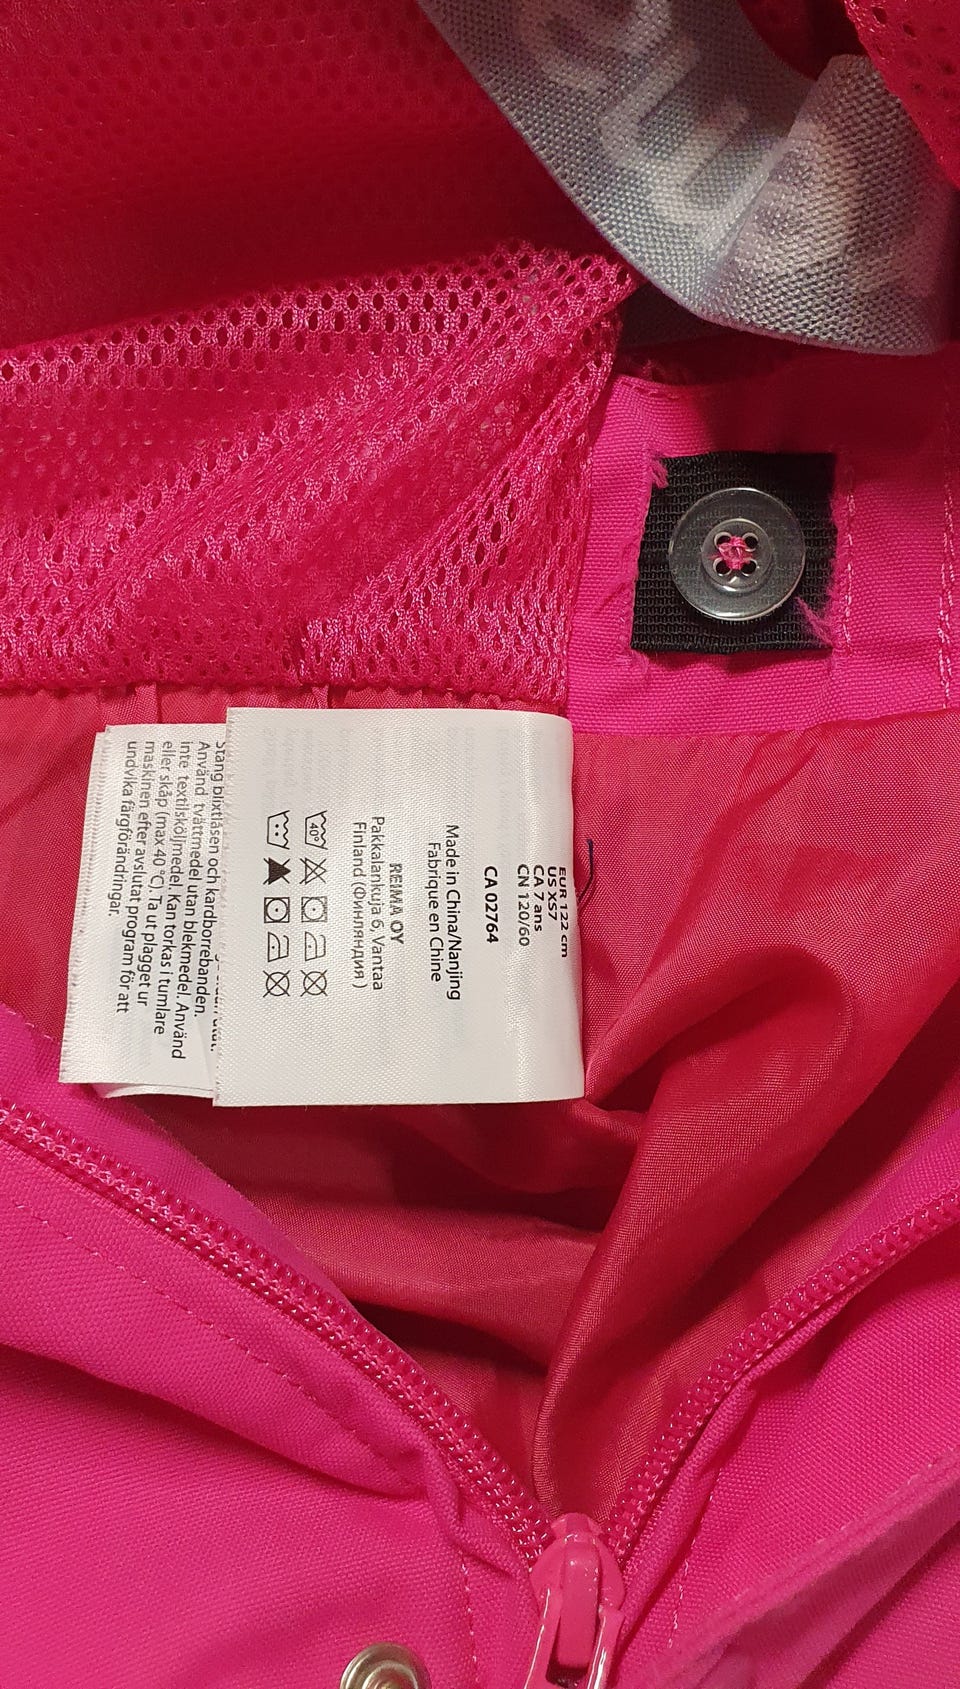 EUR 122 cm
US XS7
CA 7 ans
CN 120/60
CA 02764
Made in China/Nanjing
Fabrique en Chine
REIMA OY
Pakkalankuja 6, Vantaa
Finland (Финляндия)
40°
Stäng blixtlåsen och kardborrebanden.
Använd tvättmedel utan blekmedel. Använd
inte textilsköljmedel. Kan torkas i tumlare
eller skåp (max 40 °C). Ta ut plagget ur
maskinen efter avslutat program för att
undvika färgförändringar.